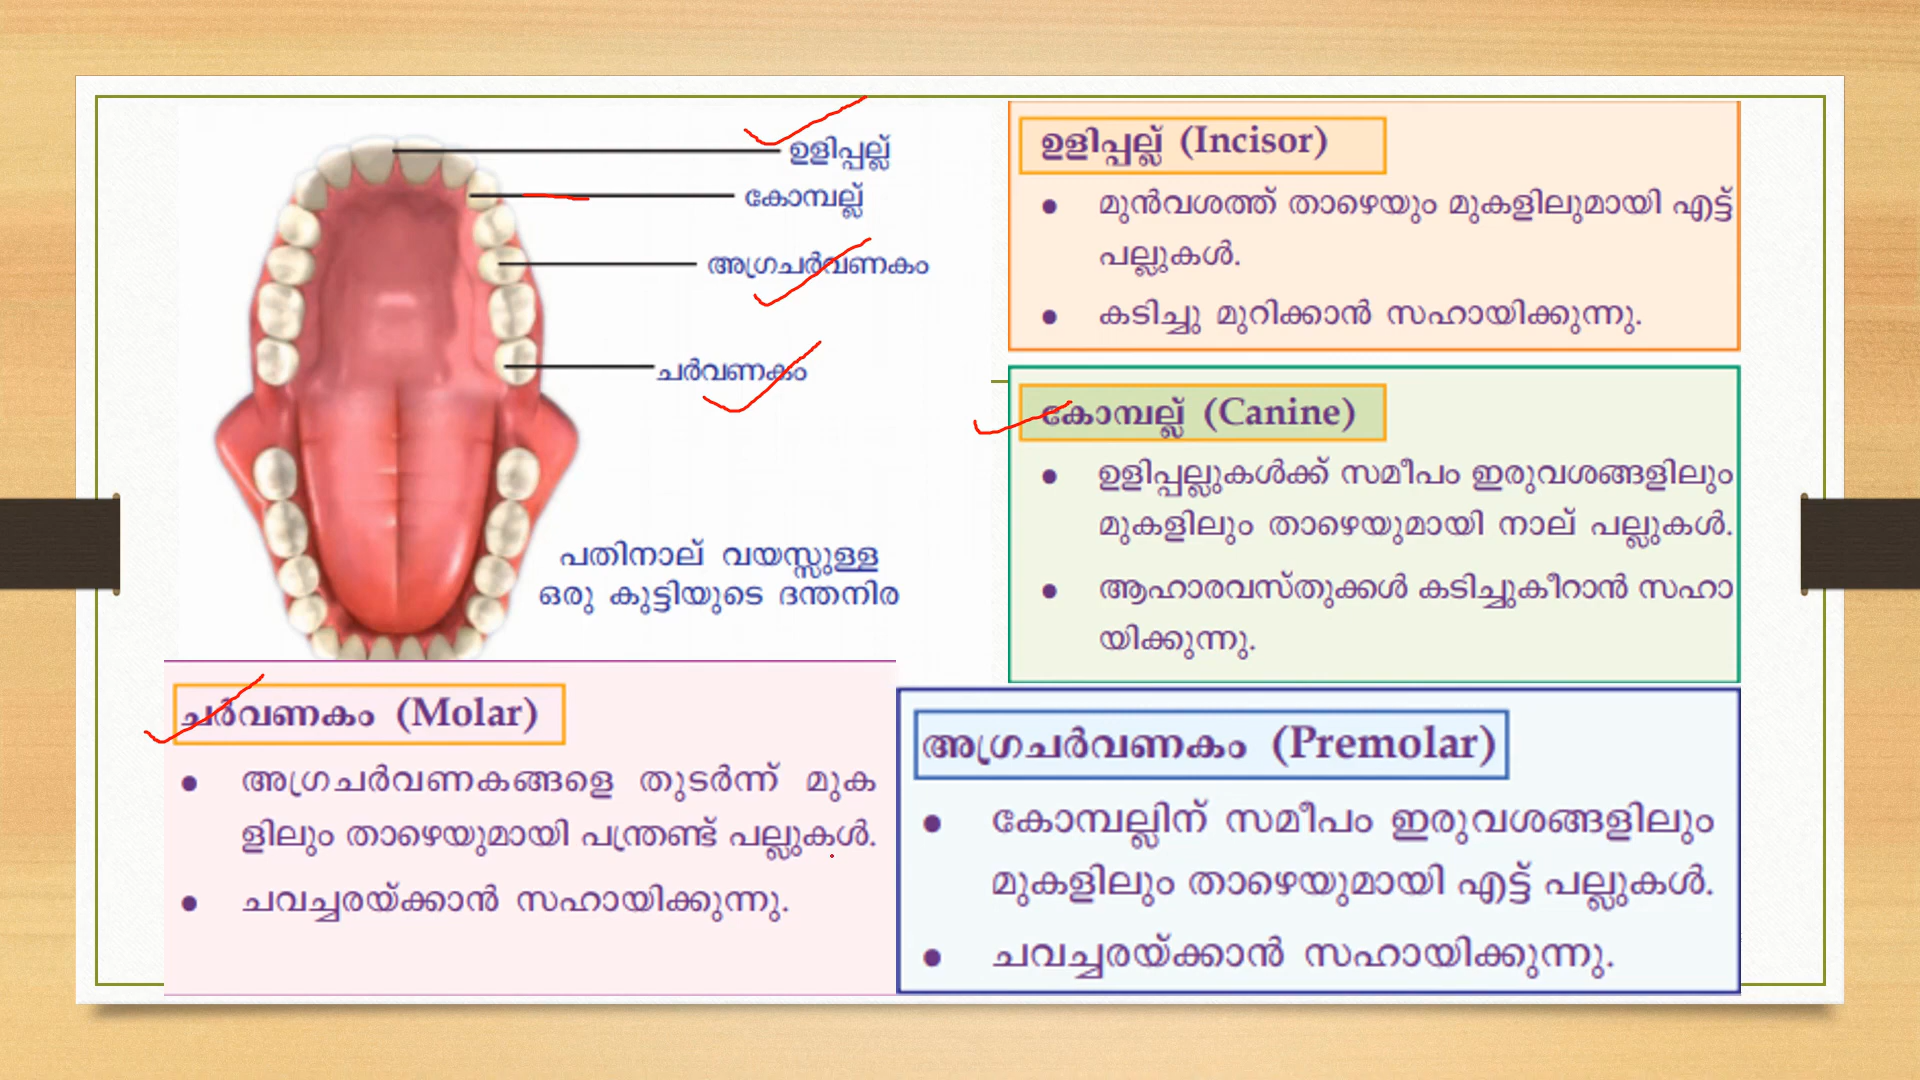 ഉളിപ്പല്ല്
കോമ്പല്ല്
അഗ്രചർവണകം
ചർവണകം
പതിനാല് വയസ്സുള്ള
ഒരു കുട്ടിയുടെ ദന്തനിര
ഉളിപ്പല്ല് (Incisor)
● മുൻവശത്ത് താഴെയും മുകളിലുമായി എട്ട്
പല്ലുകൾ.
● കടിച്ചു മുറിക്കാൻ സഹായിക്കുന്നു.
കോമ്പല്ല് (Canine)
● ഉളിപ്പല്ലുകൾക്ക് സമീപം ഇരുവശങ്ങളിലും
മുകളിലും താഴെയുമായി നാല് പല്ലുകൾ.
● ആഹാരവസ്തുക്കൾ കടിച്ചുകീറാൻ സഹാ
യിക്കുന്നു.
ചർവണകം (Molar)
● അഗ്രചർവണകങ്ങളെ തുടർന്ന് മുക
ളിലും താഴെയുമായി പന്ത്രണ്ട് പല്ലുകൾ.
● ചവച്ചരയ്ക്കാൻ സഹായിക്കുന്നു.
അഗ്രചർവണകം (Premolar)
● കോമ്പല്ലിന് സമീപം ഇരുവശങ്ങളിലും
മുകളിലും താഴെയുമായി എട്ട് പല്ലുകൾ.
● ചവച്ചരയ്ക്കാൻ സഹായിക്കുന്നു.